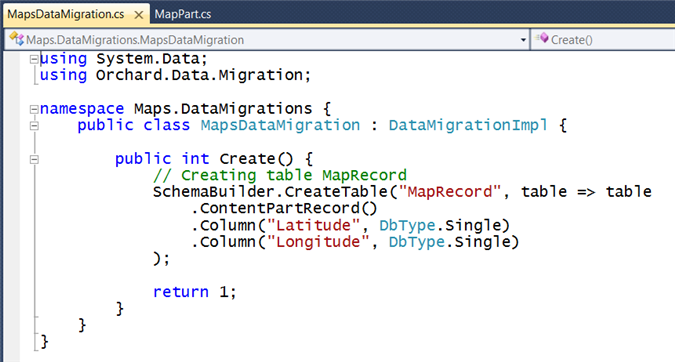 MapsDataMigration.cs MapPart.cs
Maps.DataMigrations.MapsDataMigration Create()
using System.Data;
using Orchard.Data.Migration;
namespace Maps.DataMigrations {
public class MapsDataMigration : DataMigrationImpl {
public int Create() {
// Creating table MapRecord
SchemaBuilder.CreateTable("MapRecord", table => table
.ContentPartRecord()
.Column("Latitude", DbType.Single)
.Column("Longitude", DbType.Single)
);
return 1;
}
}
}